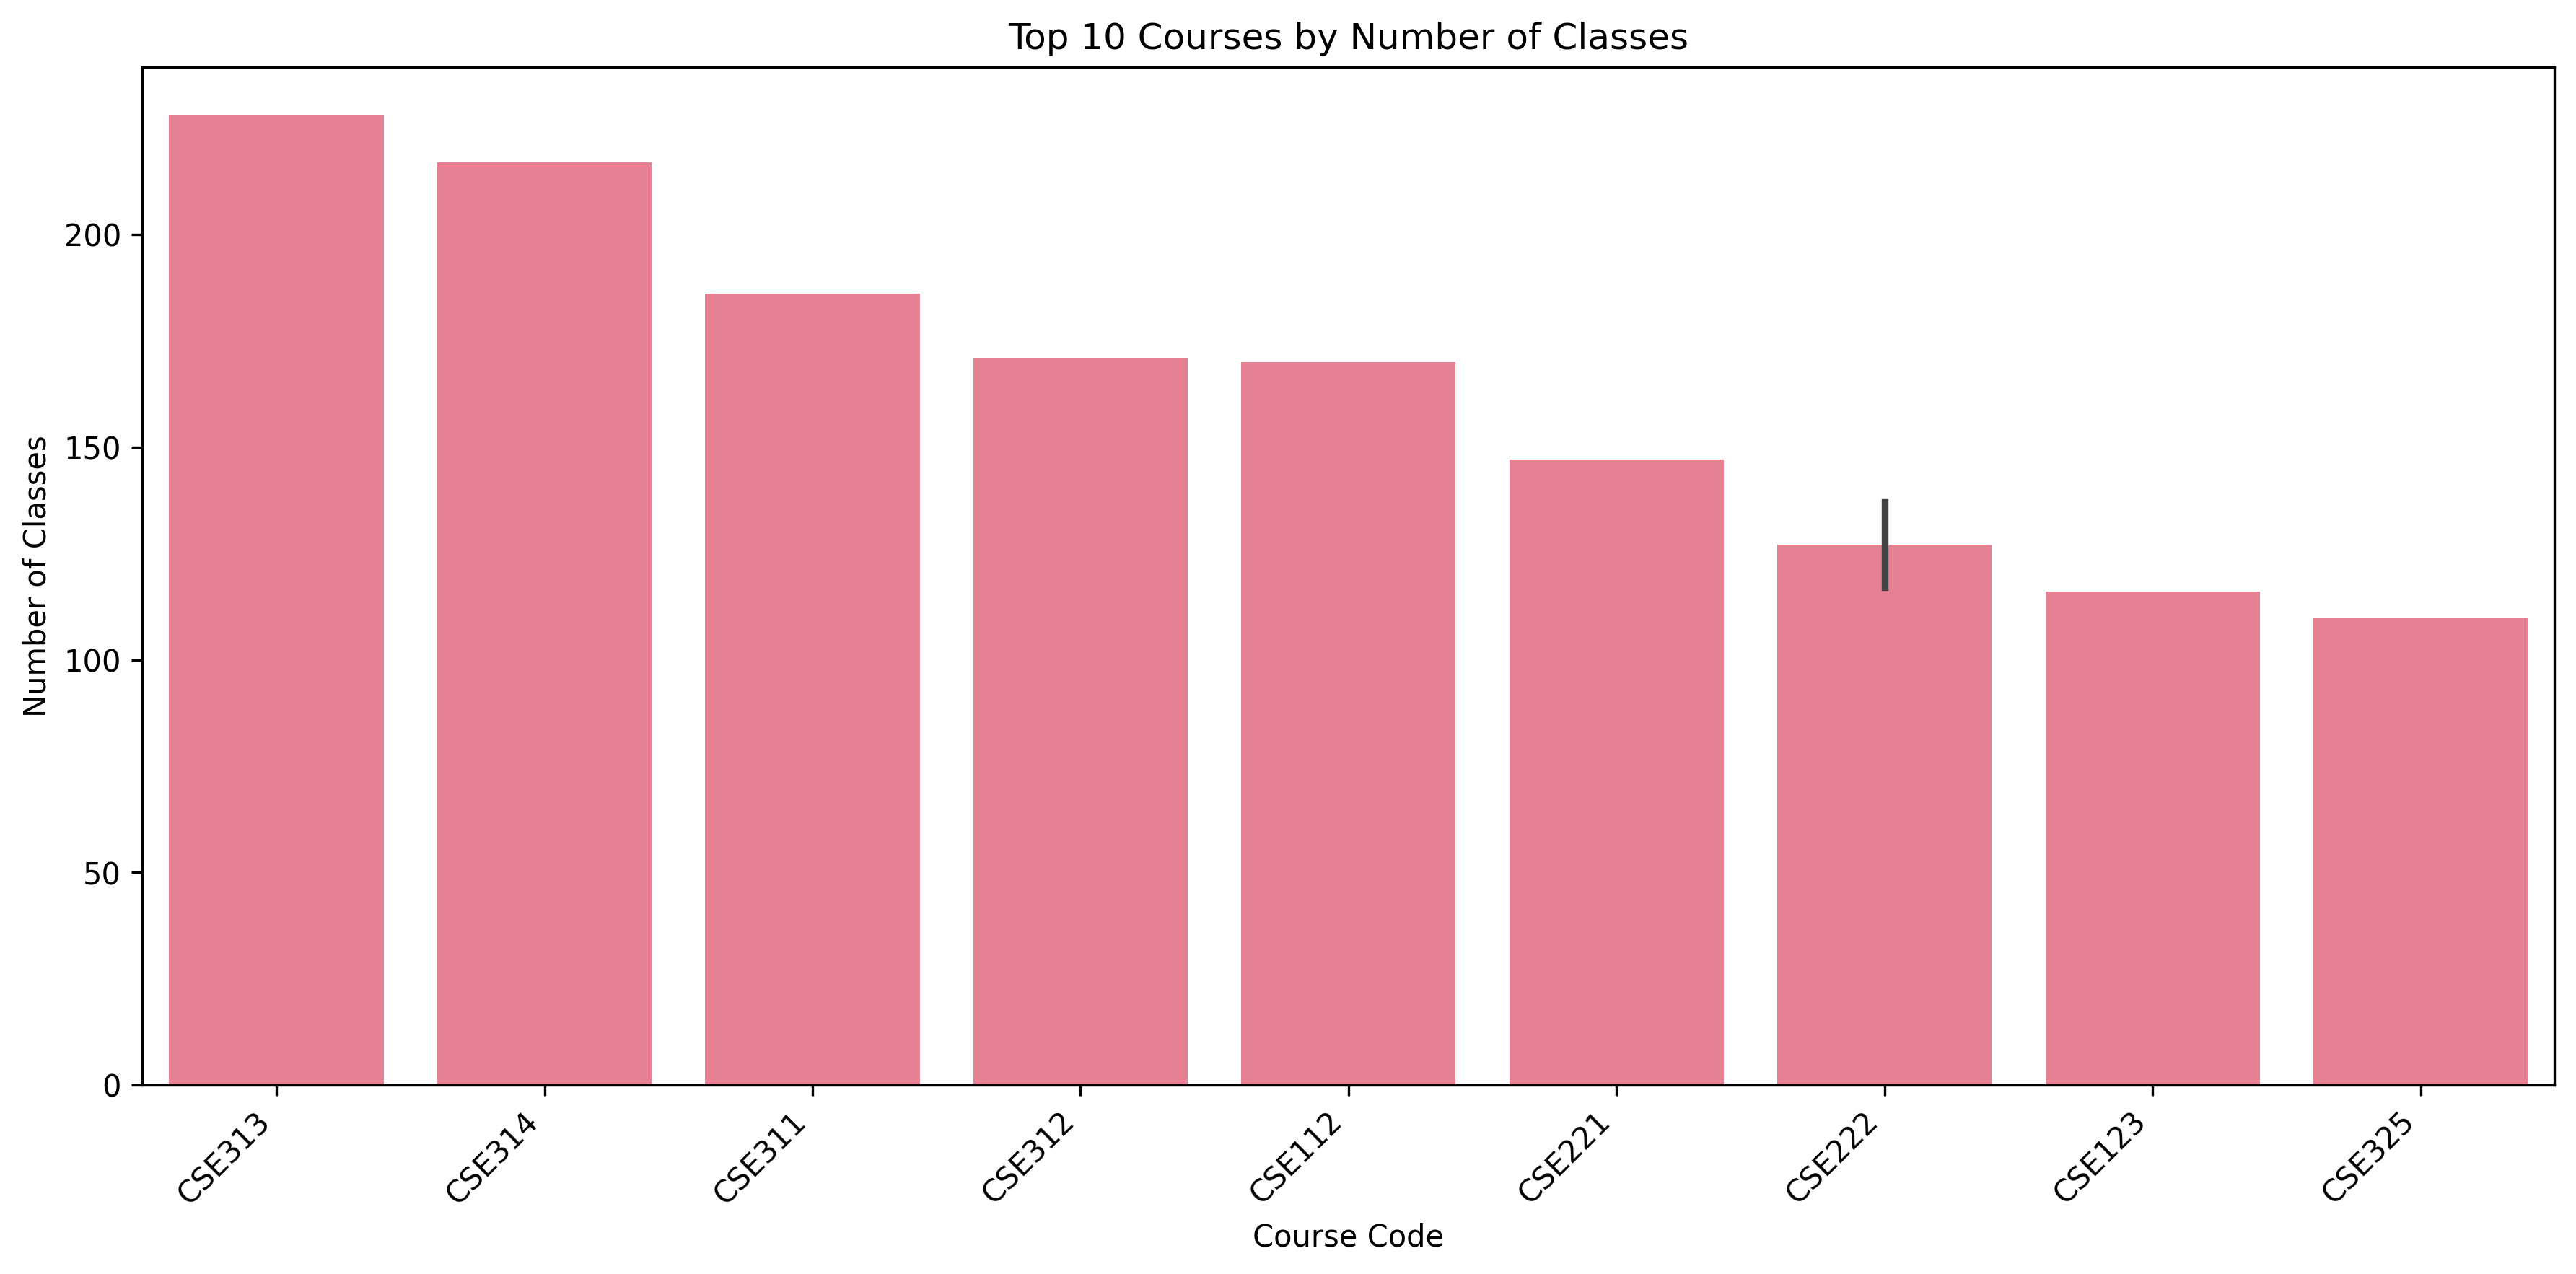 Top 10 Courses by Number of Classes
Number of Classes
200
150
100
50
0
CSE313
CSE314
CSE311
CSE312
CSE112
CSE221
CSE222
CSE123
CSE325
Course Code